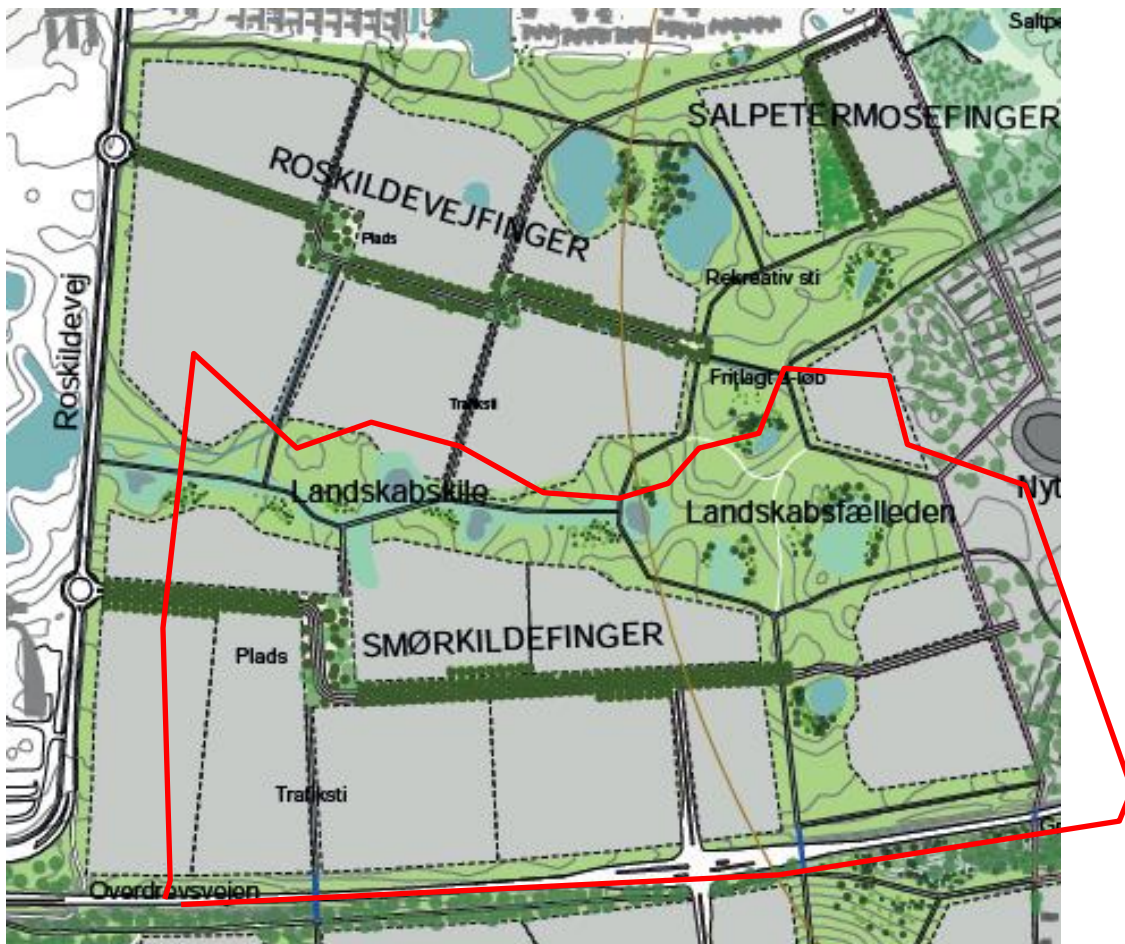 Saltpe
SALPETERMOSEFINGER
ROSKILDEVEJFINGER
Plads
Rekreativ sti
Roskildevej
Fritlagt å-løb
Trafiksti
Landskabskile
Nyt
Landskabsfælleden
SMØRKILDEFINGER
Plads
Trafiksti
Overdrevsvejen